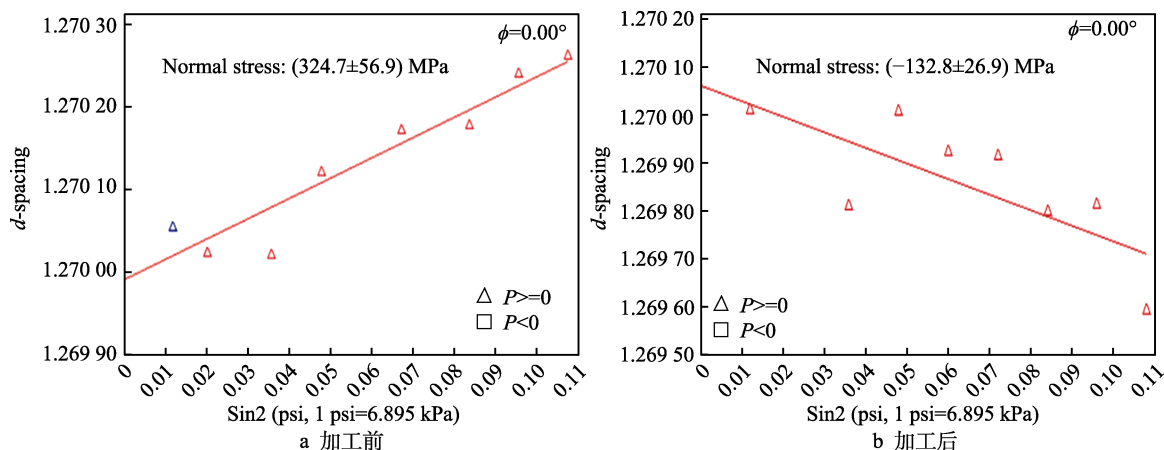 1.270 30
1.270 20
1.270 10
1.270 00
1.269 90
d-spacing
ϕ=0.00°
Normal stress: (324.7±56.9) MPa
△ P>=0
□ P<0
0 0.01 0.02 0.03 0.04 0.05 0.06 0.07 0.08 0.09 0.10 0.11
Sin2 (psi, 1 psi=6.895 kPa)
a 加工前
1.270 20
1.270 10
1.270 00
1.269 90
1.269 80
1.269 70
1.269 60
1.269 50
d-spacing
ϕ=0.00°
Normal stress: (−132.8±26.9) MPa
△ P>=0
□ P<0
0 0.01 0.02 0.03 0.04 0.05 0.06 0.07 0.08 0.09 0.10 0.11
Sin2 (psi, 1 psi=6.895 kPa)
b 加工后